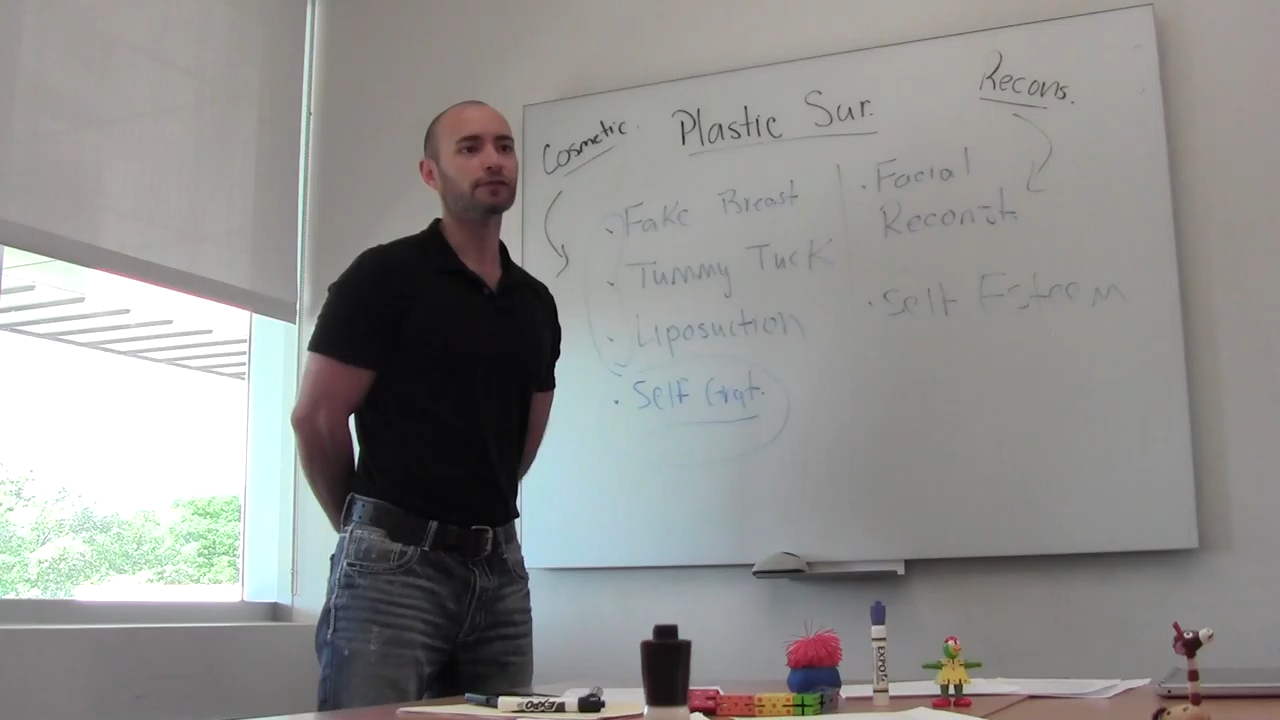 Plastic Sur.
Cosmetic.
Fake Breast
Tummy Tuck
Liposuction
Self Grat.
Recons.
Facial
Reconst.
Self Esteem
EXPO
EXPO